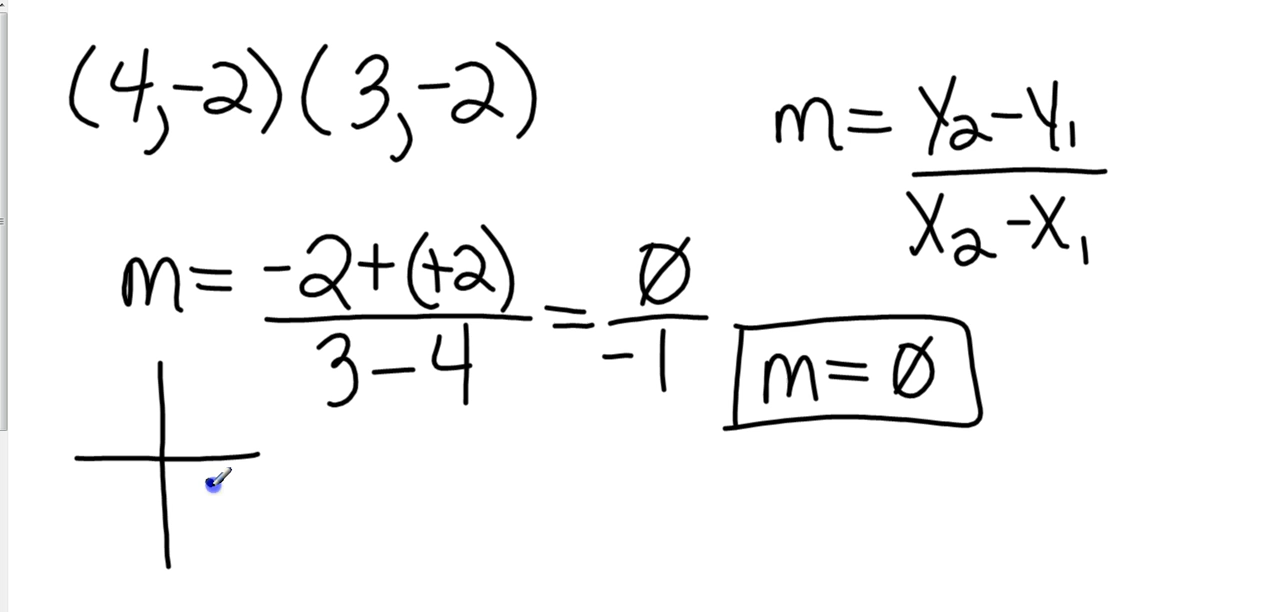 (4,-2)(3,-2)
m= Y2-Y1
X2-X1
m= -2+(+2) = Ø
3-4 -1
m= Ø